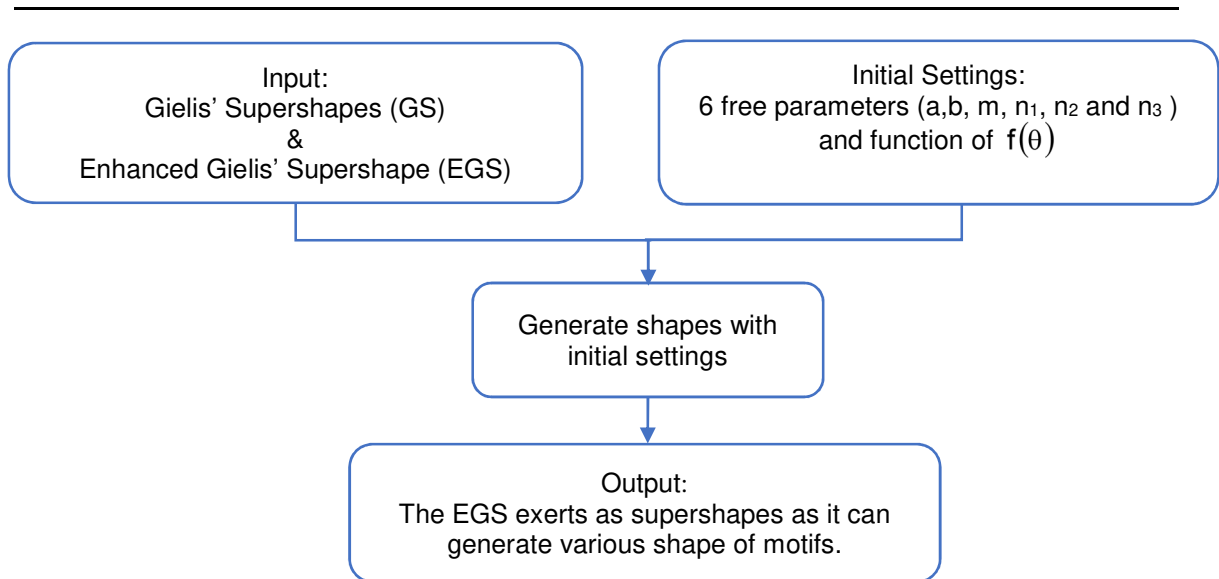 Input:
Gielis’ Supershapes (GS)
&
Enhanced Gielis’ Supershape (EGS)
Initial Settings:
6 free parameters (a,b, m, n₁, n₂ and n₃ )
and function of f(θ)
Generate shapes with
initial settings
Output:
The EGS exerts as supershapes as it can
generate various shape of motifs.